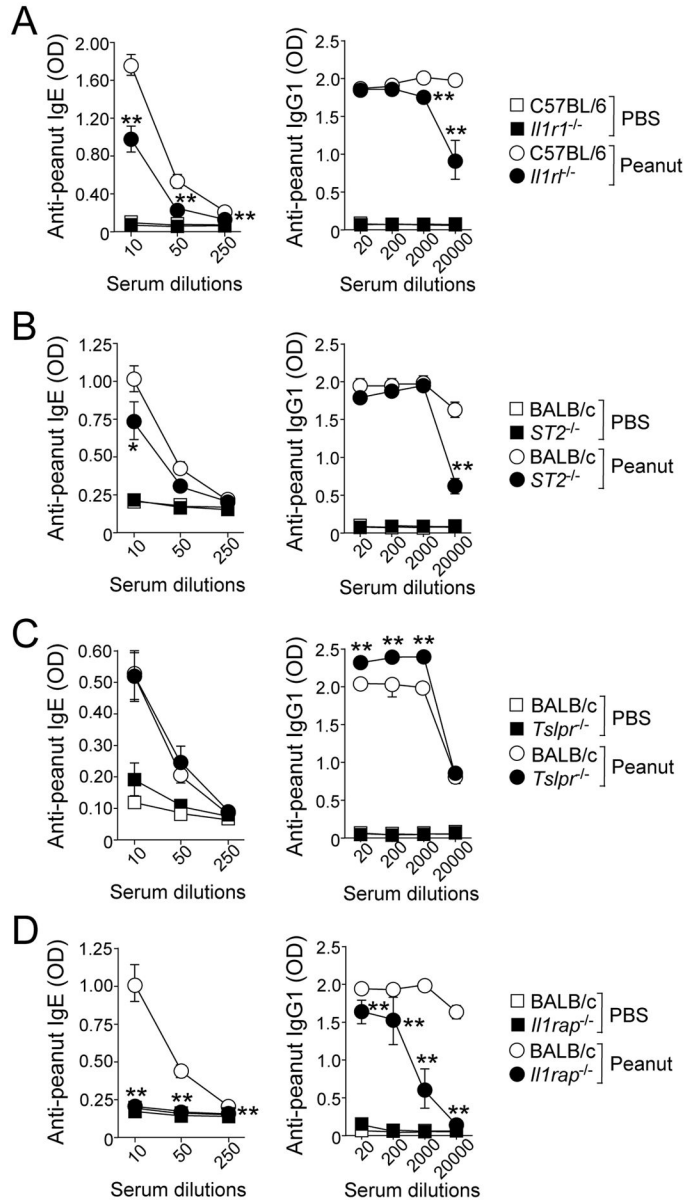 A
Anti-peanut IgE (OD)
2.00
1.60
1.20
0.80
0.40
0
**
**
**
10
50
250
Serum dilutions
Anti-peanut IgG1 (OD)
2.5
2.0
1.5
1.0
0.5
0
**
**
20
200
2000
20000
Serum dilutions
C57BL/6
Il1r1-/-
PBS
C57BL/6
Il1rl-/-
Peanut
B
Anti-peanut IgE (OD)
1.25
1.00
0.75
0.50
0.25
0
*
10
50
250
Serum dilutions
Anti-peanut IgG1 (OD)
2.5
2.0
1.5
1.0
0.5
0
**
20
200
2000
20000
Serum dilutions
BALB/c
ST2-/-
PBS
BALB/c
ST2-/-
Peanut
C
Anti-peanut IgE (OD)
0.60
0.50
0.40
0.30
0.20
0.10
0
10
50
250
Serum dilutions
Anti-peanut IgG1 (OD)
2.5
2.0
1.5
1.0
0.5
0
** ** **
20
200
2000
20000
Serum dilutions
BALB/c
Tslpr-/-
PBS
BALB/c
Tslpr-/-
Peanut
D
Anti-peanut IgE (OD)
1.25
1.00
0.75
0.50
0.25
0
**
**
**
10
50
250
Serum dilutions
Anti-peanut IgG1 (OD)
2.5
2.0
1.5
1.0
0.5
0
**
**
**
**
20
200
2000
20000
Serum dilutions
BALB/c
Il1rap-/-
PBS
BALB/c
Il1rap-/-
Peanut